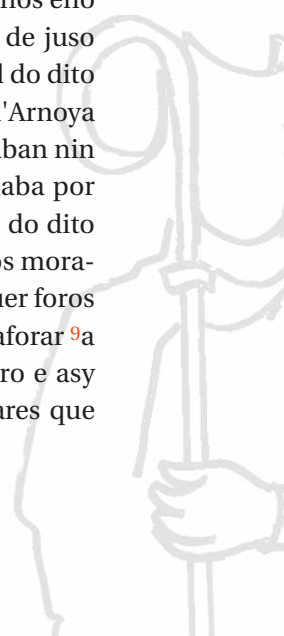 de juso
do dito
'Arnoya
ban nin
aba por
do dito
os mora-
uer foros
aforar 9a
ro e asy
ares que